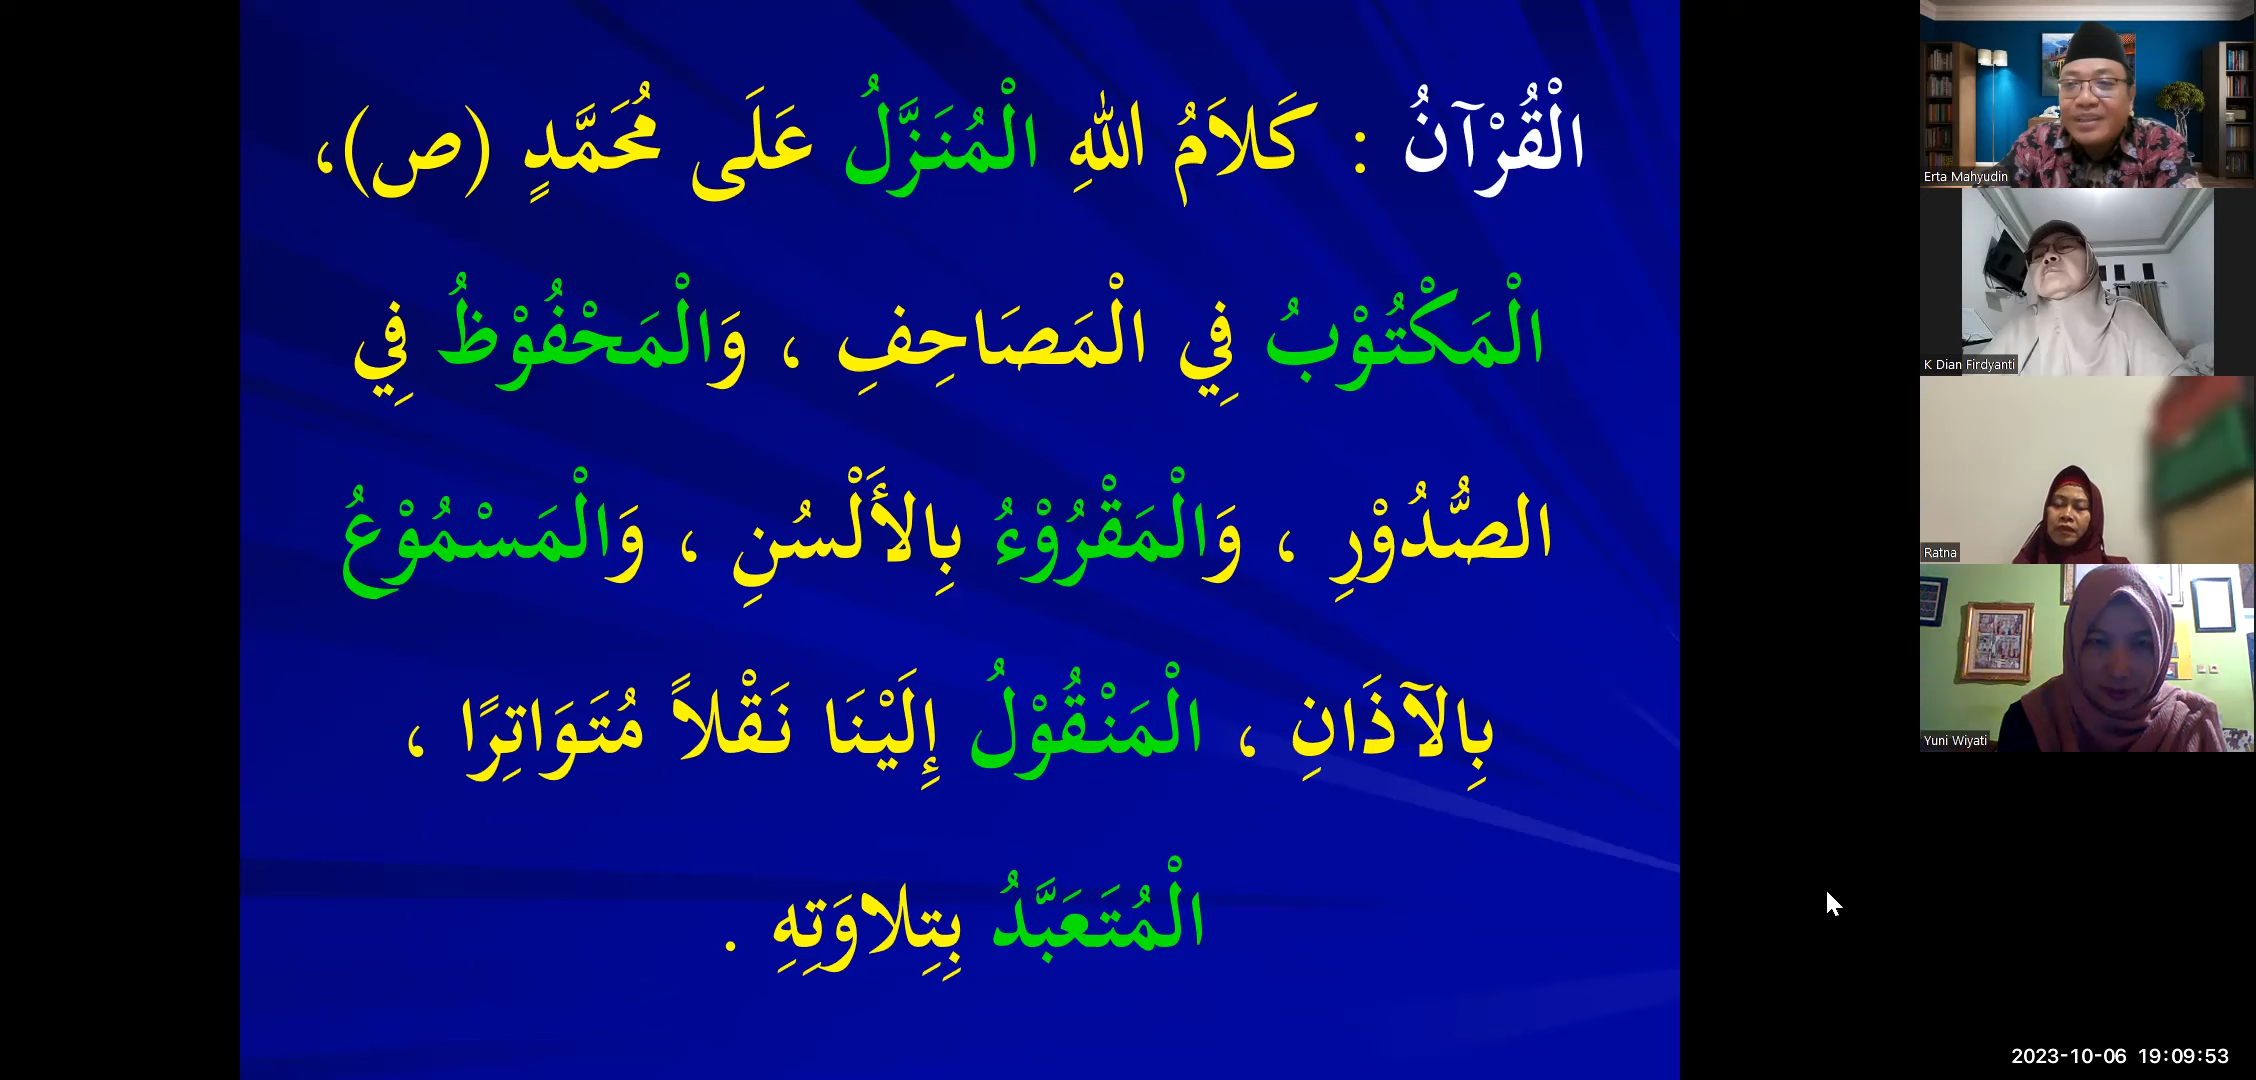 الْقُرْآنُ : كَلاَمُ اللهِ الْمُنَزَّلُ عَلَى مُحَمَّدٍ (ص)،
الْمَكْتُوْبُ فِي الْمَصَاحِفِ ، وَالْمَحْفُوْظُ فِي
الصُّدُوْرِ ، وَالْمَقْرُوْءُ بِالأَلْسُنِ ، وَالْمَسْمُوْعُ
بِالآذَانِ ، الْمَنْقُوْلُ إِلَيْنَا نَقْلاً مُتَوَاتِرًا ،
الْمُتَعَبَّدُ بِتِلاوَتِهِ .
Erta Mahyudin
K Dian Firdyanti
Ratna
Yuni Wiyati
2023-10-06 19:09:53